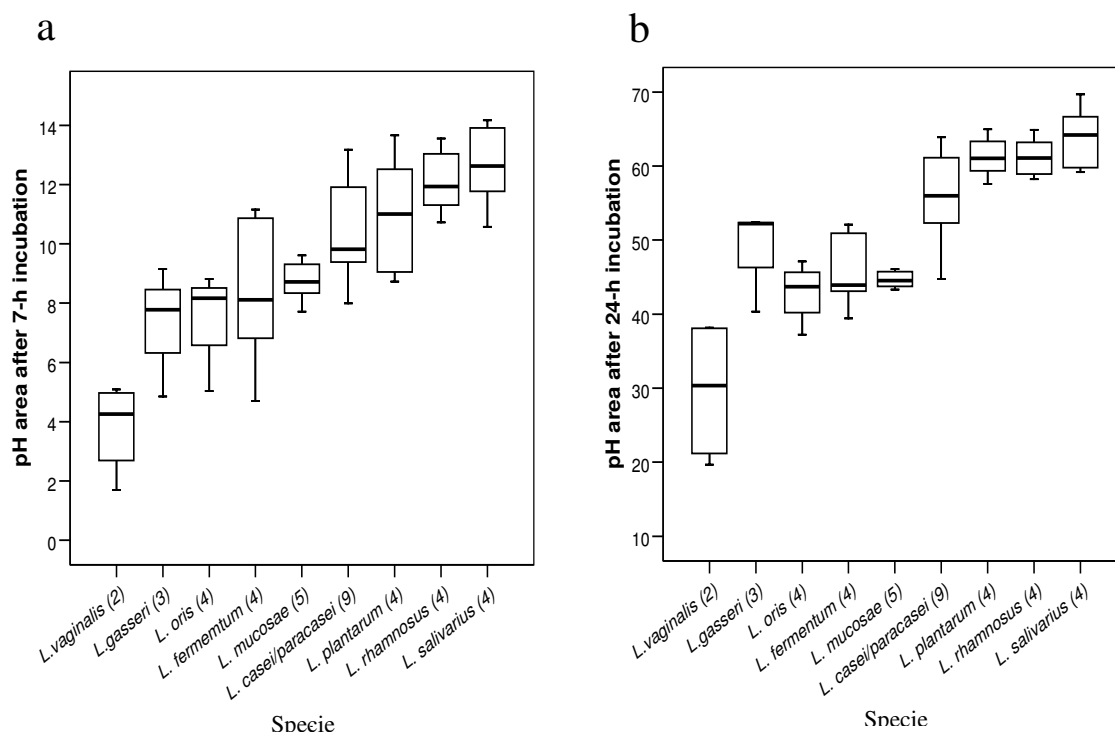 a
pH area after 7-h incubation
14
12
10
8
6
4
2
0
L.vaginalis (2)
L.gasseri (3)
L. oris (4)
L. fermemtum (4)
L. mucosae (5)
L. casei/paracasei (9)
L. plantarum (4)
L. rhamnosus (4)
L. salivarius (4)
Specie
b
pH area after 24-h incubation
70
60
50
40
30
20
10
L.vaginalis (2)
L.gasseri (3)
L. oris (4)
L. fermentum (4)
L. mucosae (5)
L. casei/paracasei (9)
L. plantarum (4)
L. rhamnosus (4)
L. salivarius (4)
Specie